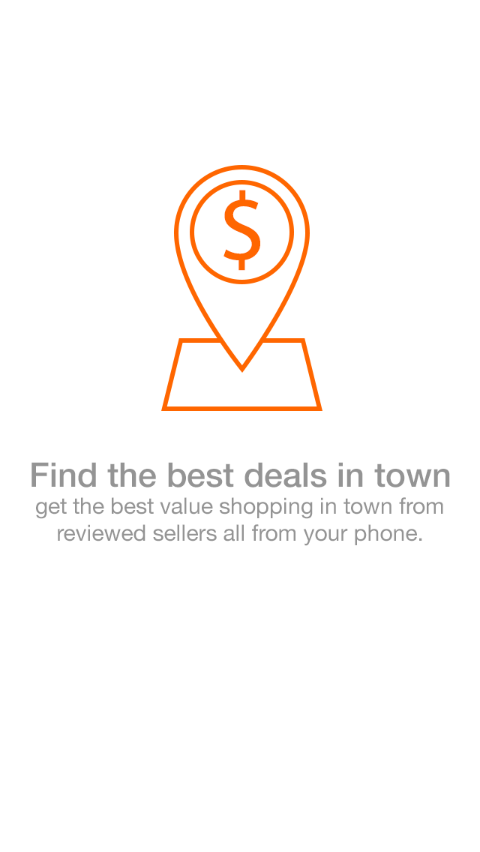 $
Find the best deals in town
get the best value shopping in town from
reviewed sellers all from your phone.